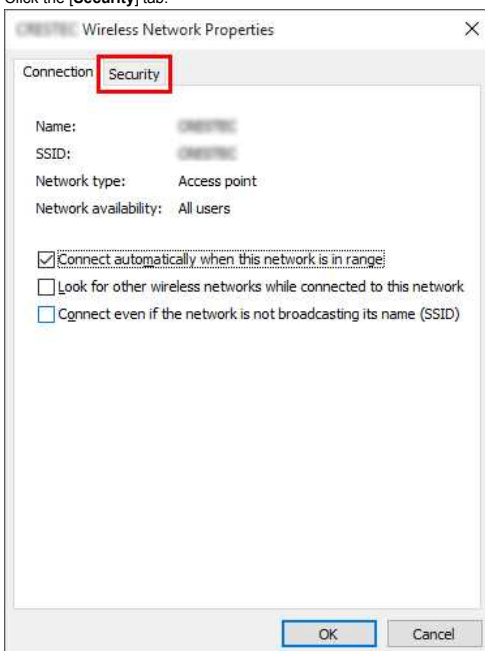 Click the [Security] tab.
Wireless Network Properties
Connection Security
Name:
SSID:
Network type: Access point
Network availability: All users
Connect automatically when this network is in range
Look for other wireless networks while connected to this network
Connect even if the network is not broadcasting its name (SSID)
OK Cancel